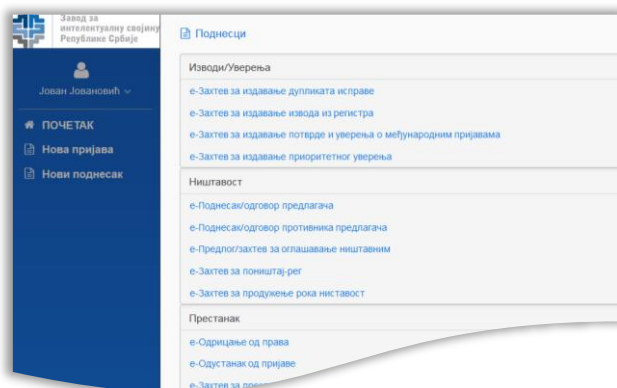 Завод за
интелектуалну својину
Републике Србије
Јован Јовановић
ПОЧЕТАК
Нова пријава
Нови поднесак
Поднесци
Изводи/Уверења
е-Захтев за издавање дупликата исправе
е-Захтев за издавање извода из регистра
е-Захтев за издавање потврде и уверења о међународним пријавама
е-Захтев за издавање приоритетног уверења
Ништавост
е-Поднесак/одговор предлагача
е-Поднесак/одговор противника предлагача
е-Предлог/захтев за оглашавање ништавним
е-Захтев за поништај-рег
е-Захтев за продужење рока ниставост
Престанак
е-Одрицање од права
е-Одустанак од пријаве
е-Захтев за